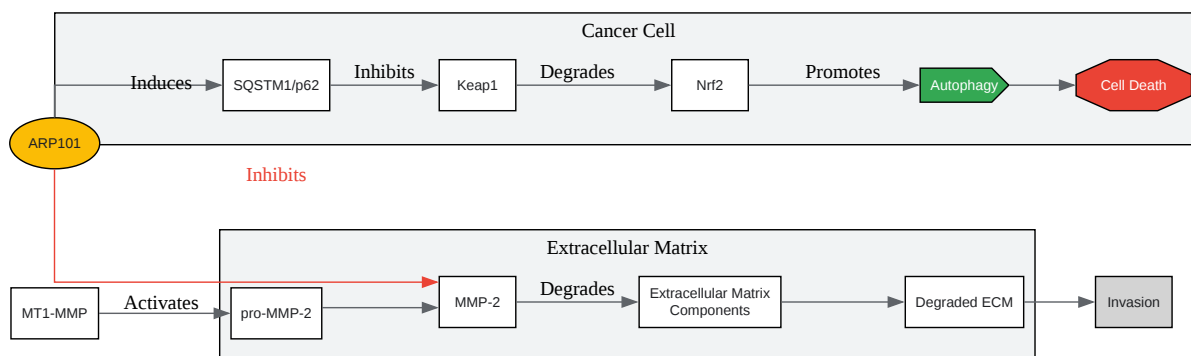 Cancer Cell
Induces
SQSTM1/p62
Inhibits
Keap1
Degrades
Nrf2
Promotes
Autophagy
Cell Death
ARP101
Inhibits
Extracellular Matrix
MT1-MMP
Activates
pro-MMP-2
MMP-2
Degrades
Extracellular Matrix
Components
Degraded ECM
Invasion